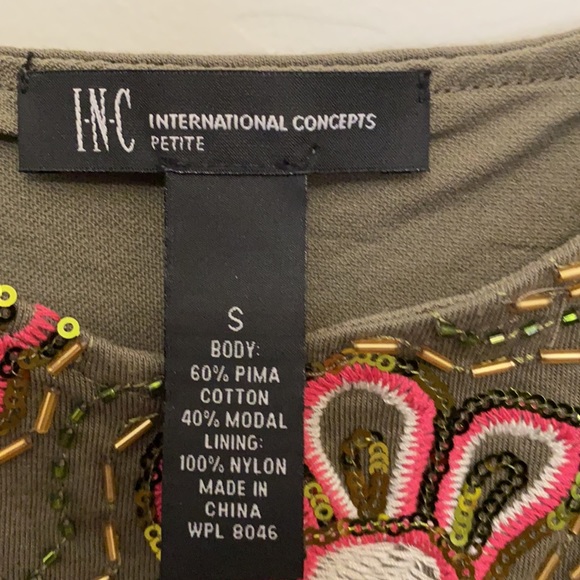 I·N·C INTERNATIONAL CONCEPTS
PETITE
S
BODY:
60% PIMA
COTTON
40% MODAL
LINING:
100% NYLON
MADE IN
CHINA
WPL 8046